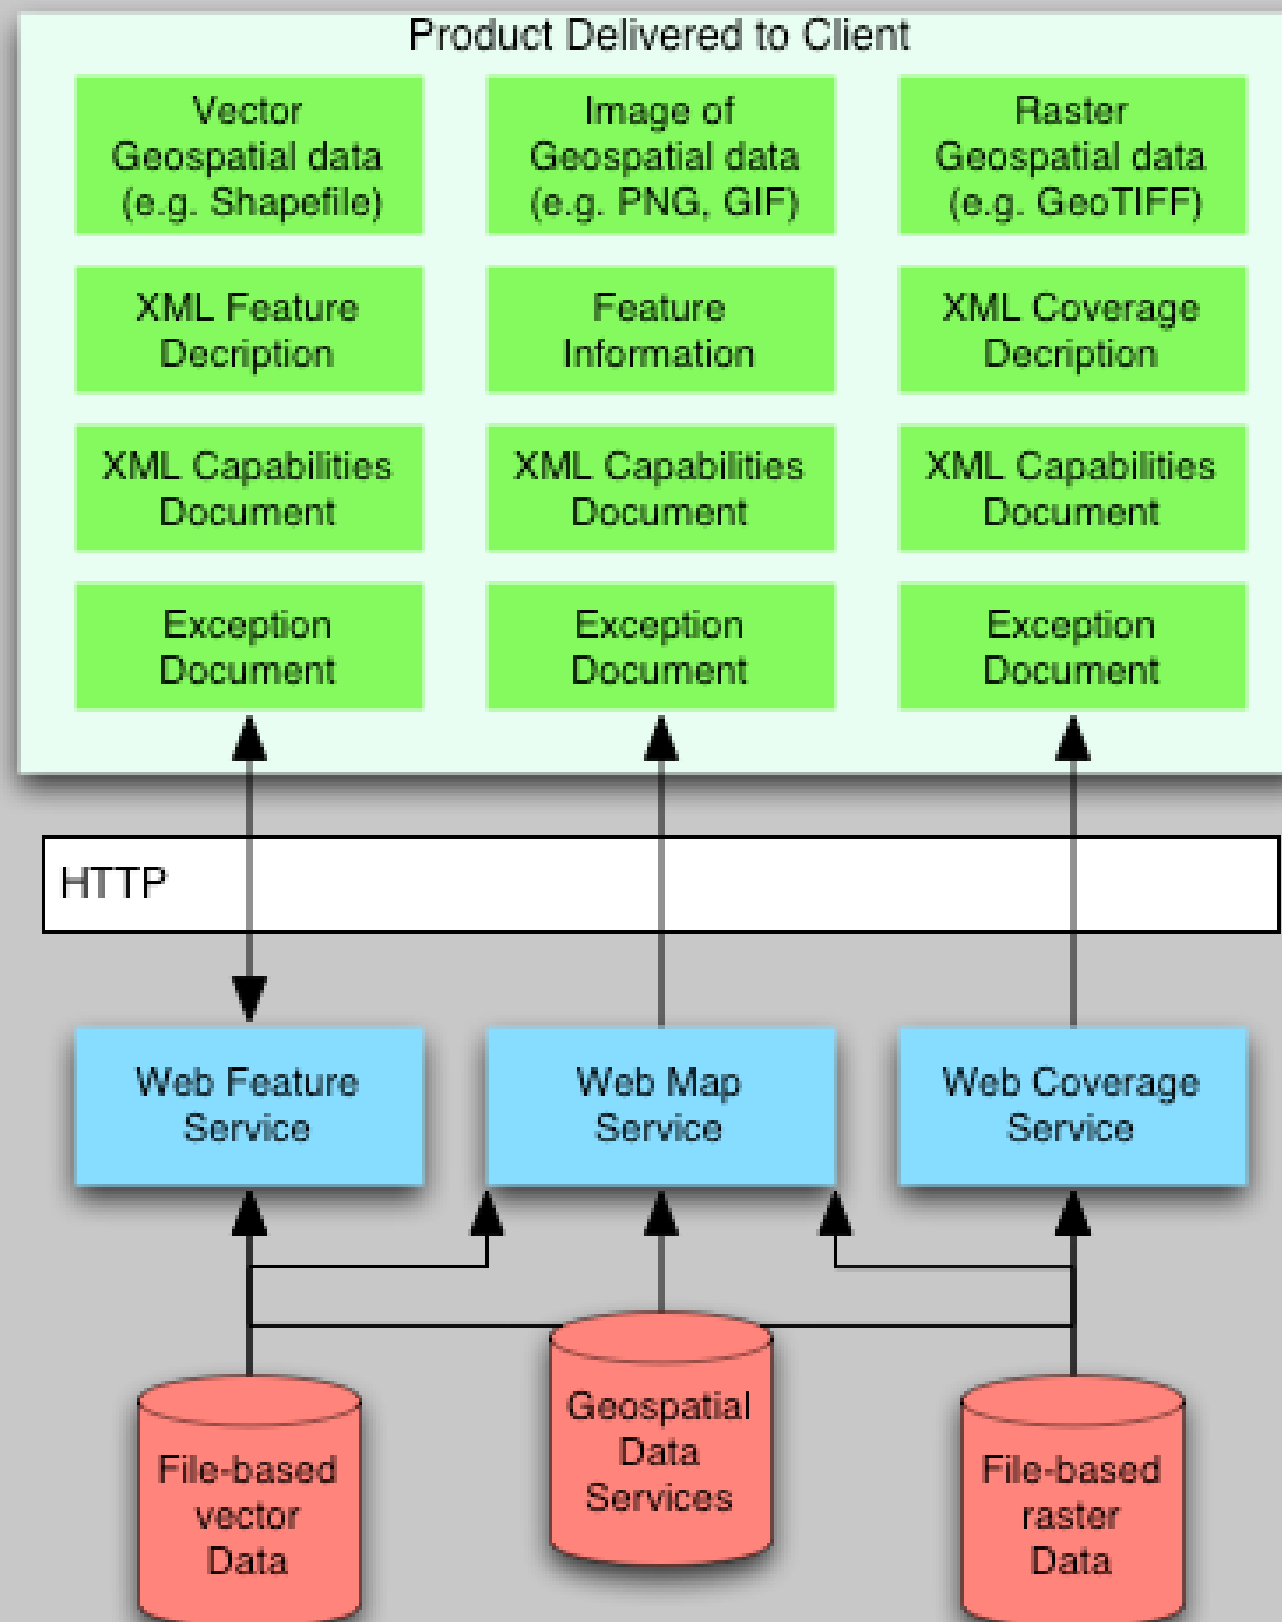 Product Delivered to Client
Vector
Geospatial data
(e.g. Shapefile)
Image of
Geospatial data
(e.g. PNG, GIF)
Raster
Geospatial data
(e.g. GeoTIFF)
XML Feature
Decription
Feature
Information
XML Coverage
Decription
XML Capabilities
Document
XML Capabilities
Document
XML Capabilities
Document
Exception
Document
Exception
Document
Exception
Document
HTTP
Web Feature
Service
Web Map
Service
Web Coverage
Service
File-based
vector
Data
Geospatial
Data
Services
File-based
raster
Data